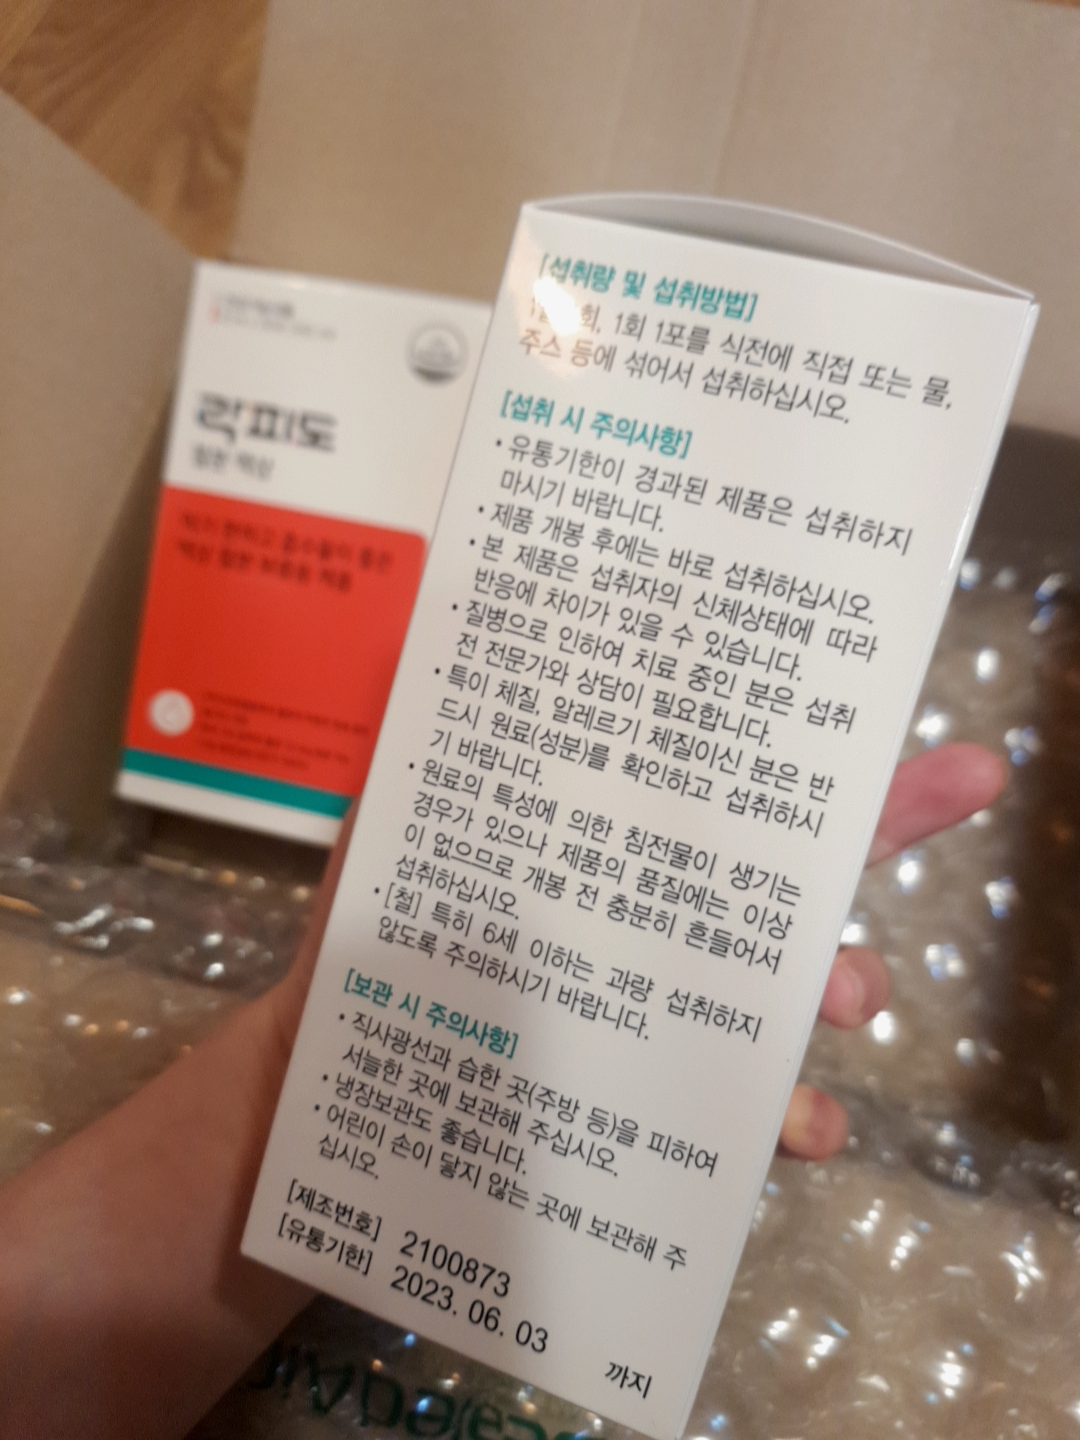 락피도
철분 액상
[섭취량 및 섭취방법]
회, 1회 1포를 식전에 직접 또는 물,
주스 등에 섞어서 섭취하십시오.
[섭취 시 주의사항]
• 유통기한이 경과된 제품은 섭취하지
마시기 바랍니다.
• 제품 개봉 후에는 바로 섭취하십시오.
• 본 제품은 섭취자의 신체상태에 따라
반응에 차이가 있을 수 있습니다.
• 질병으로 인하여 치료 중인 분은 섭취
전 전문가와 상담이 필요합니다.
• 특이 체질, 알레르기 체질이신 분은 반
드시 원료(성분)를 확인하고 섭취하시
기 바랍니다.
• 원료의 특성에 의한 침전물이 생기는
경우가 있으나 제품의 품질에는 이상
이 없으므로 개봉 전 충분히 흔들어서
섭취하십시오.
• [철] 특히 6세 이하는 과량 섭취하지
않도록 주의하시기 바랍니다.
[보관 시 주의사항]
• 직사광선과 습한 곳(주방 등)을 피하여
서늘한 곳에 보관해 주십시오.
• 냉장보관도 좋습니다.
• 어린이 손이 닿지 않는 곳에 보관해 주
십시오.
[제조번호] 2100873
[유통기한] 2023. 06. 03
까지